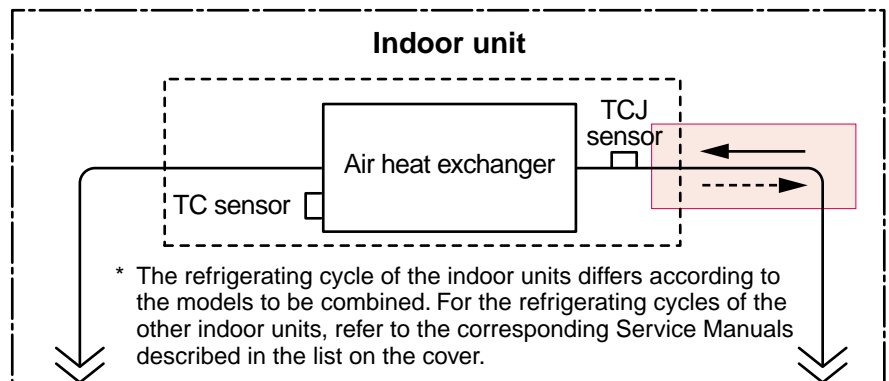 Indoor unit
TCJ
sensor
Air heat exchanger
TC sensor
* The refrigerating cycle of the indoor units differs according to
the models to be combined. For the refrigerating cycles of the
other indoor units, refer to the corresponding Service Manuals
described in the list on the cover.